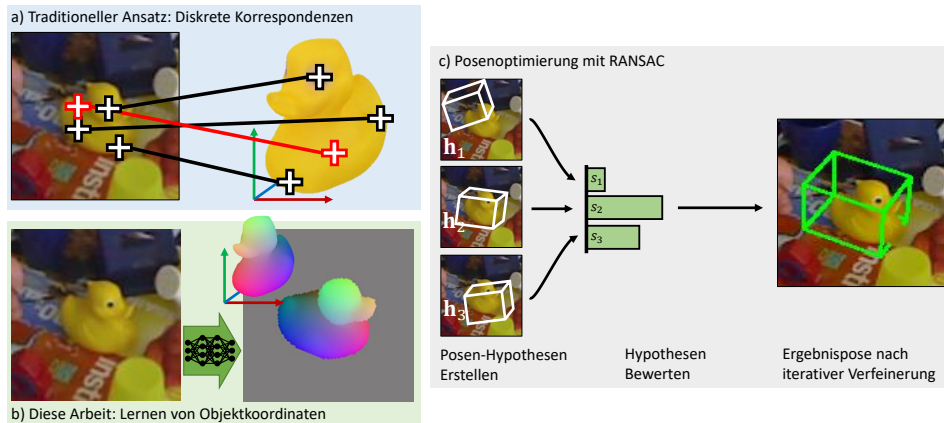 a) Traditioneller Ansatz: Diskrete Korrespondenzen
b) Diese Arbeit: Lernen von Objektkoordinaten
c) Posenoptimierung mit RANSAC
h1
h2
h3
s1
s2
s3
Posen-Hypothesen
Erstellen
Hypothesen
Bewerten
Ergebnispose nach
iterativer Verfeinerung